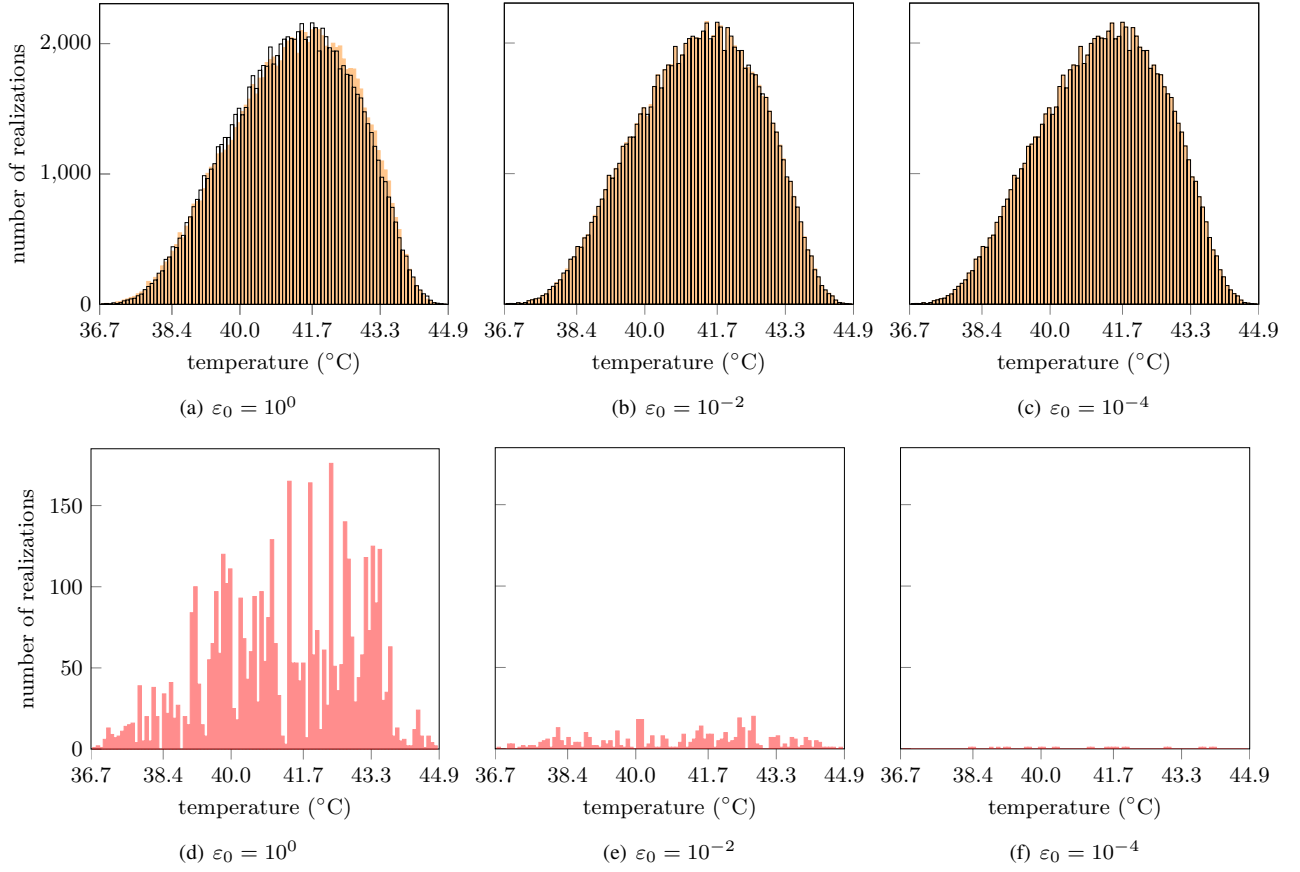 number of realizations
2,000
1,000
0
36.7 38.4 40.0 41.7 43.3 44.9
temperature (°C)
(a) ε₀ = 10⁰
36.7 38.4 40.0 41.7 43.3 44.9
temperature (°C)
(b) ε₀ = 10⁻²
36.7 38.4 40.0 41.7 43.3 44.9
temperature (°C)
(c) ε₀ = 10⁻⁴
number of realizations
150
100
50
0
36.7 38.4 40.0 41.7 43.3 44.9
temperature (°C)
(d) ε₀ = 10⁰
36.7 38.4 40.0 41.7 43.3 44.9
temperature (°C)
(e) ε₀ = 10⁻²
36.7 38.4 40.0 41.7 43.3 44.9
temperature (°C)
(f) ε₀ = 10⁻⁴